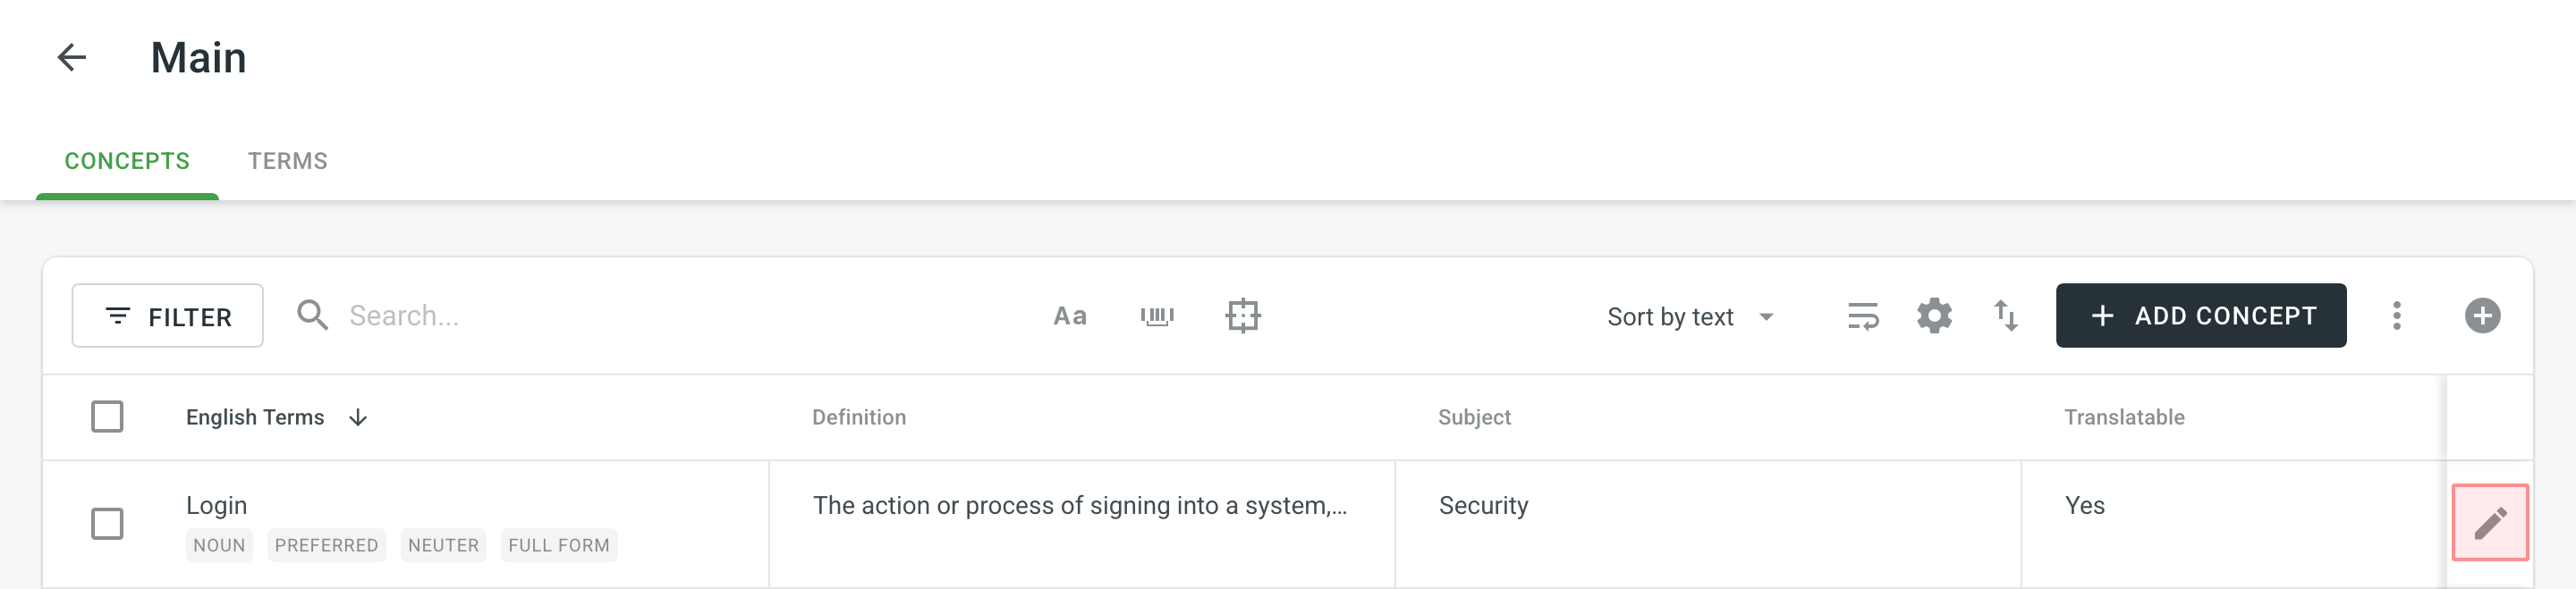 Main
CONCEPTS TERMS
FILTER Search... Aa Sort by text ADD CONCEPT
English Terms Definition Subject Translatable
Login The action or process of signing into a system,... Security Yes
NOUN PREFERRED NEUTER FULL FORM